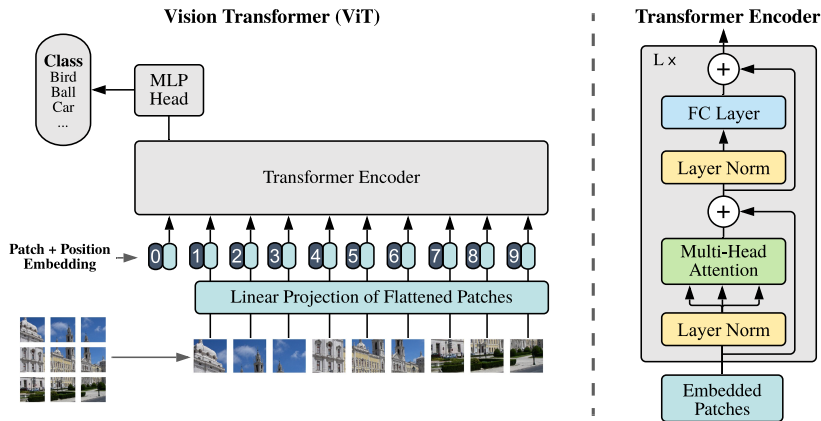 Vision Transformer (ViT)
Class
Bird
Ball
Car
...
MLP
Head
Transformer Encoder
Patch + Position
Embedding
0 1 2 3 4 5 6 7 8 9
Linear Projection of Flattened Patches
Transformer Encoder
L x
+
FC Layer
Layer Norm
+
Multi-Head
Attention
Layer Norm
Embedded
Patches